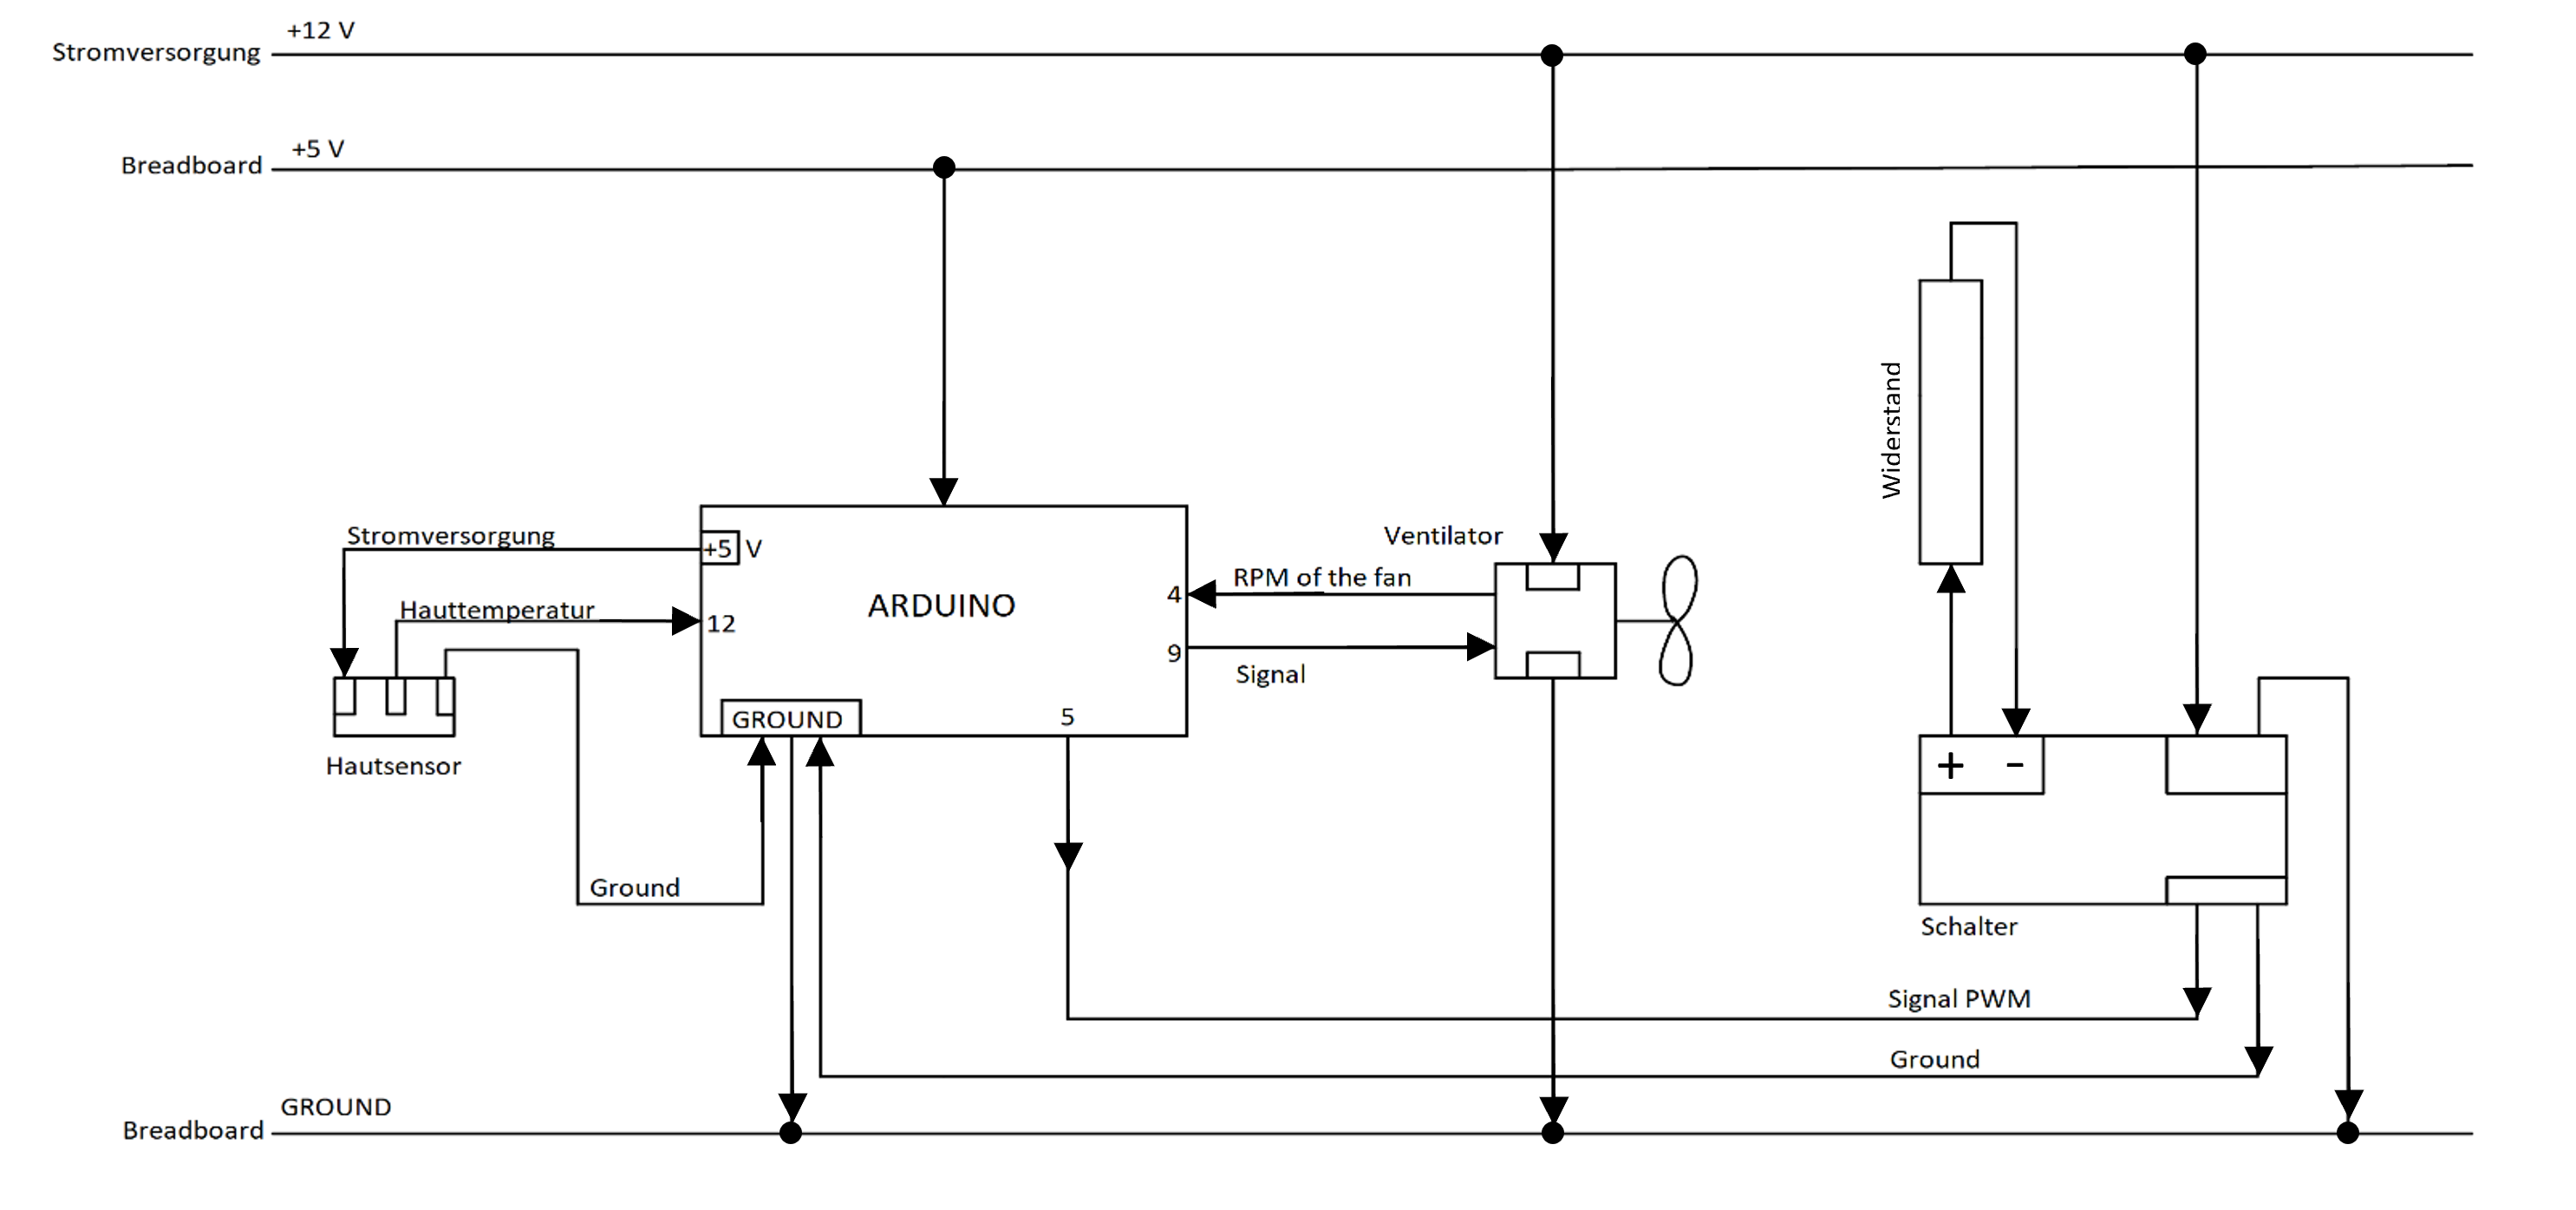 +12 V
Stromversorgung
+5 V
Breadboard
Widerstand
Stromversorgung
+5 V
Ventilator
RPM of the fan
4
ARDUINO
Hauttemperatur
12
9
Signal
GROUND
5
Hautsensor
+ -
Ground
Schalter
Signal PWM
Ground
GROUND
Breadboard